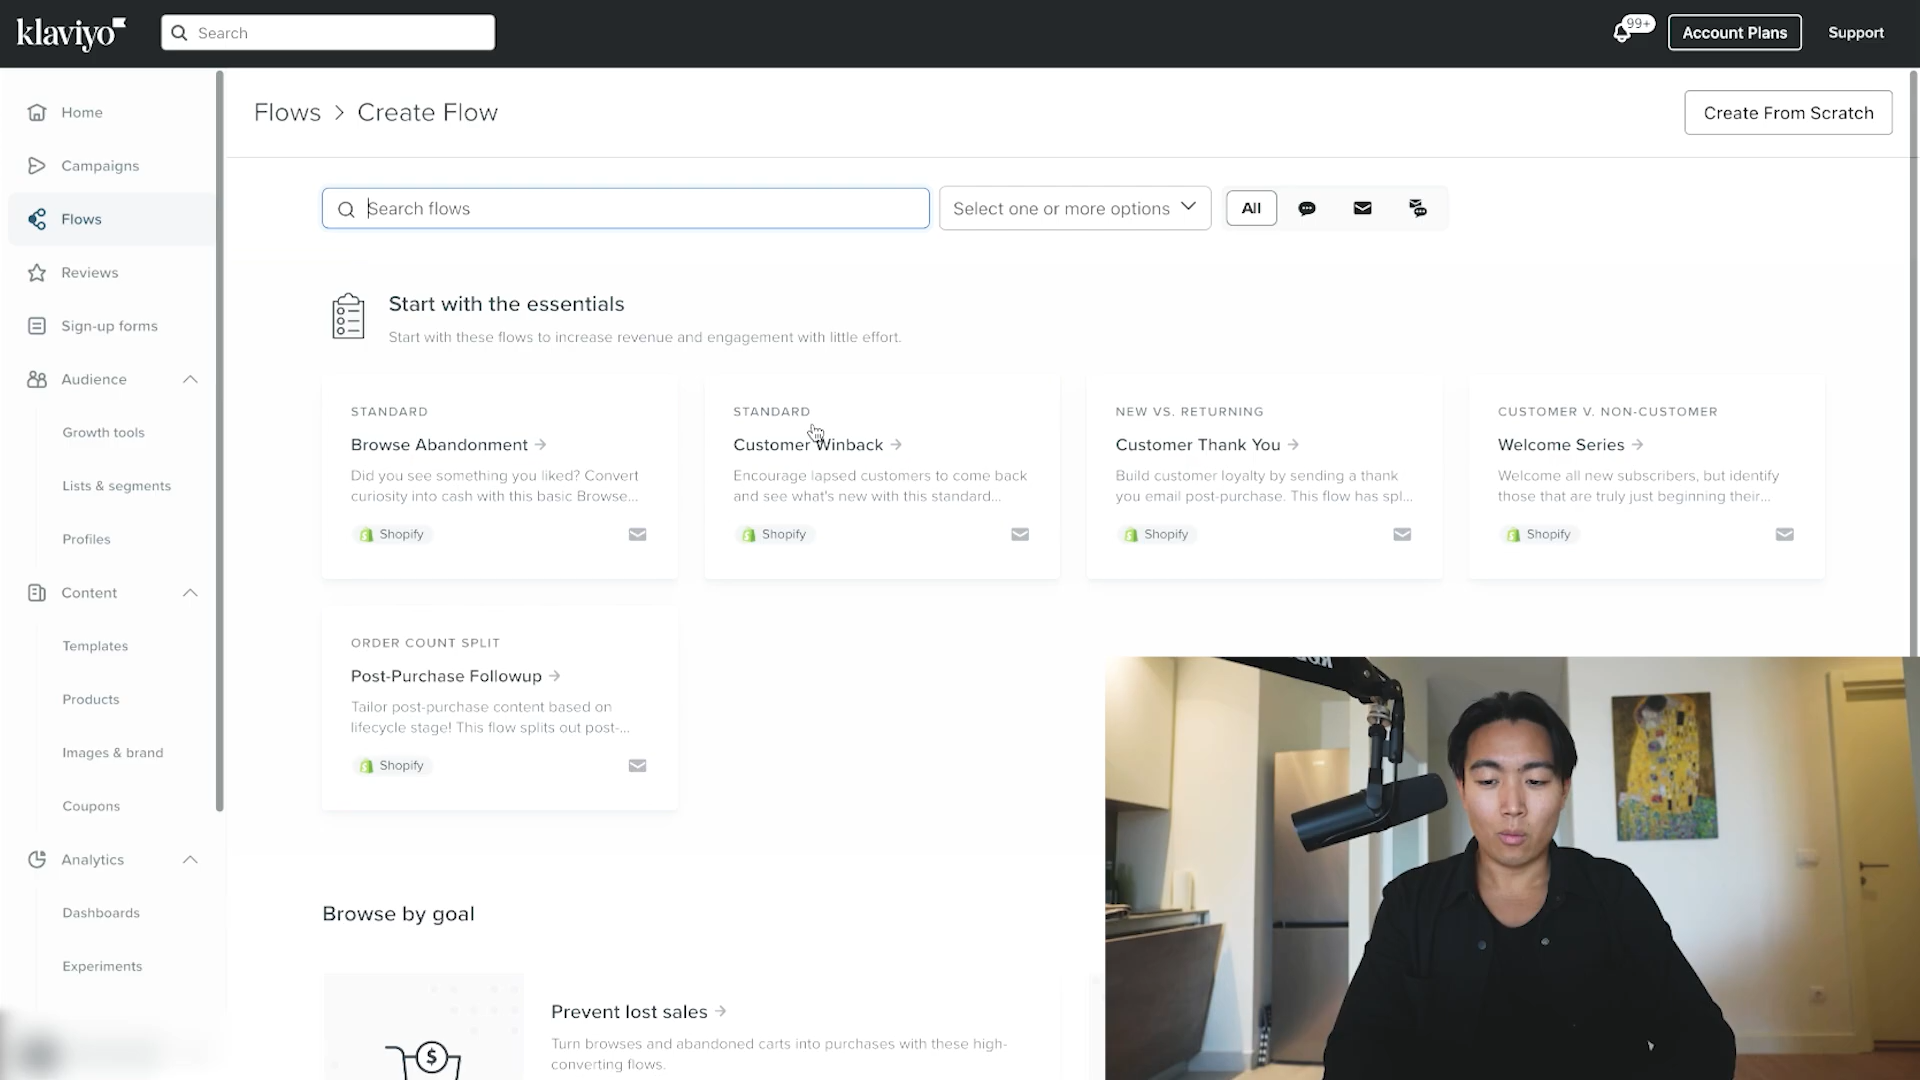 klaviyo
Search
99+
Account Plans
Support
Home
Campaigns
Flows
Reviews
Sign-up forms
Audience
Growth tools
Lists & segments
Profiles
Content
Templates
Products
Images & brand
Coupons
Analytics
Dashboards
Experiments
Flows > Create Flow
Create From Scratch
Search flows
Select one or more options
All
Start with the essentials
Start with these flows to increase revenue and engagement with little effort.
STANDARD
Browse Abandonment →
Did you see something you liked? Convert
curiosity into cash with this basic Browse...
Shopify
STANDARD
Customer Winback →
Encourage lapsed customers to come back
and see what's new with this standard...
Shopify
NEW VS. RETURNING
Customer Thank You →
Build customer loyalty by sending a thank
you email post-purchase. This flow has spl...
Shopify
CUSTOMER V. NON-CUSTOMER
Welcome Series →
Welcome all new subscribers, but identify
those that are truly just beginning their...
Shopify
ORDER COUNT SPLIT
Post-Purchase Followup →
Tailor post-purchase content based on
lifecycle stage! This flow splits out post-...
Shopify
Browse by goal
Prevent lost sales →
Turn browses and abandoned carts into purchases with these high-
converting flows.
$